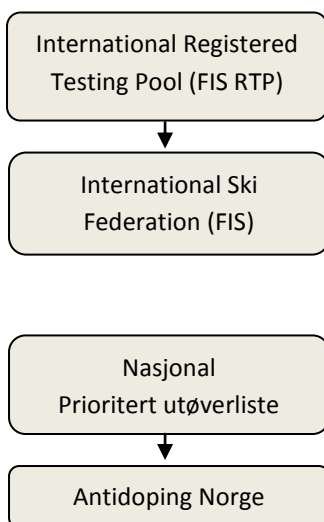 International Registered
Testing Pool (FIS RTP)
International Ski
Federation (FIS)
Nasjonal
Prioritert utøverliste
Antidoping Norge